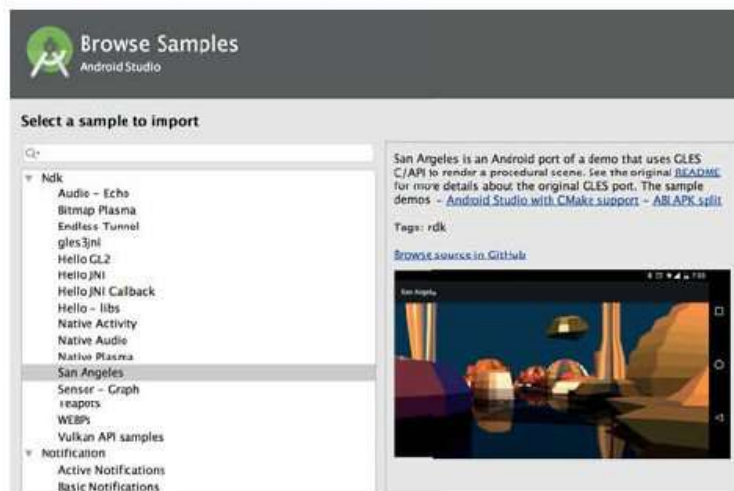 Browse Samples
Android Studio
Select a sample to import
Ndk
Audio - Echo
Bitmap Plasma
Endless Tunnel
gles3jni
Hello GL2
Hello JNI
Hello JNI Callback
Hello - libs
Native Activity
Native Audio
Native Plasma
San Angeles
Sensor - Graph
Teapots
WEBPs
Vulkan API samples
Notification
Active Notifications
Basic Notifications
San Angeles is an Android port of a demo that uses GLES
C/API to render a procedural scene. See the original README
for more details about the original GLES port. The sample
demos - Android Studio with CMake support - ABI APK split
Tags: ndk
Browse source in GitHub
San Angeles
7:55